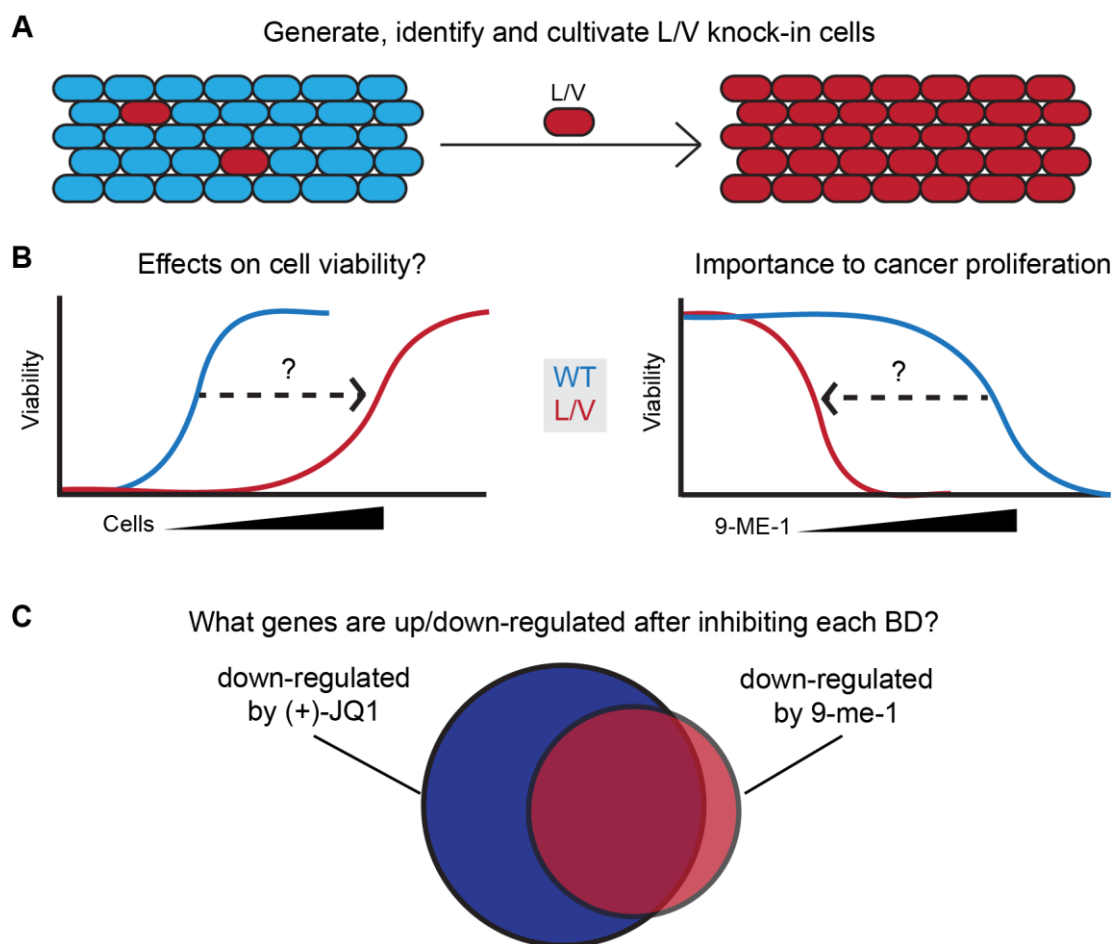 A
Generate, identify and cultivate L/V knock-in cells
L/V
B
Effects on cell viability?
Importance to cancer proliferation
Viability
?
Cells
WT
L/V
Viability
?
9-ME-1
C
What genes are up/down-regulated after inhibiting each BD?
down-regulated
by (+)-JQ1
down-regulated
by 9-me-1